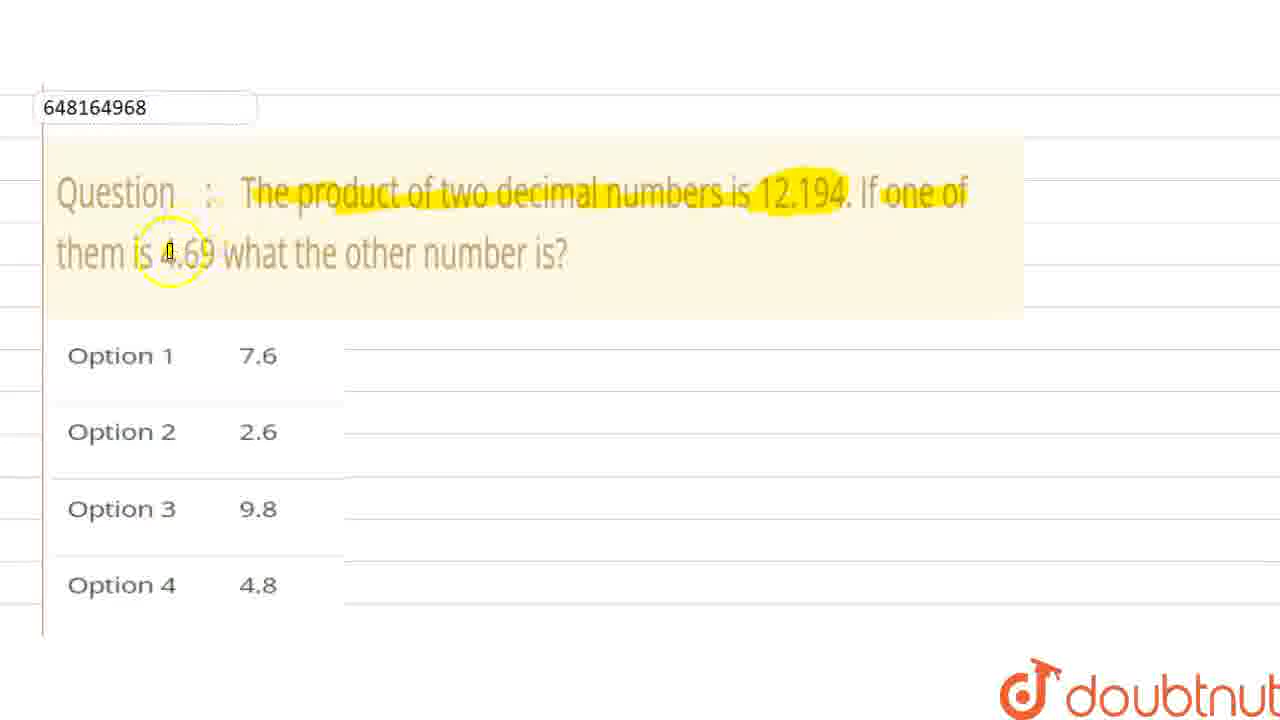 648164968
Question : The product of two decimal numbers is 12.194. If one of
them is 4.69 what the other number is?
Option 1 7.6
Option 2 2.6
Option 3 9.8
Option 4 4.8
doubtnut